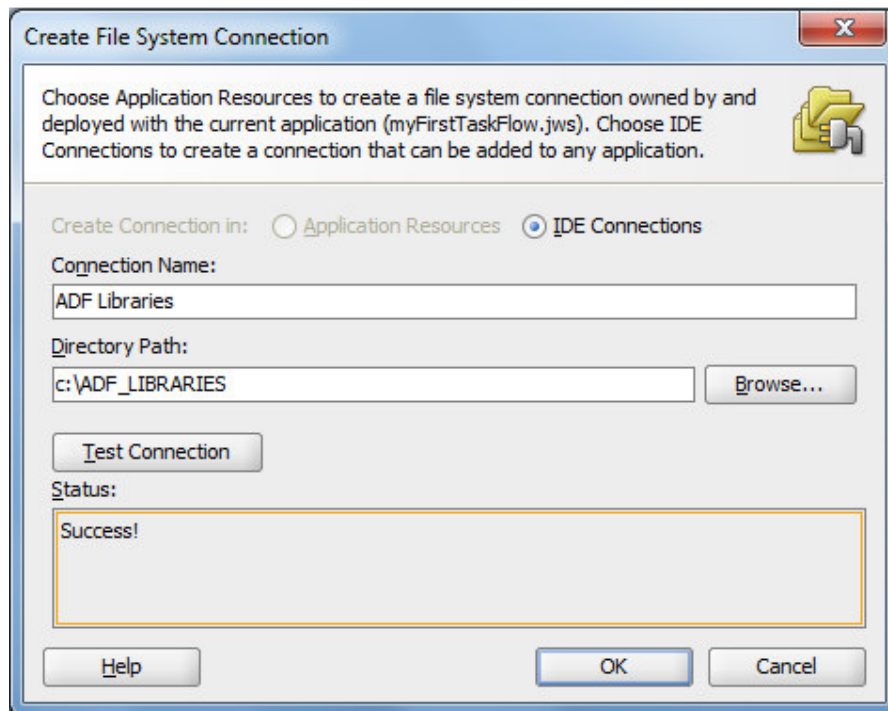 Create File System Connection
Choose Application Resources to create a file system connection owned by and
deployed with the current application (myFirstTaskFlow.jws). Choose IDE
Connections to create a connection that can be added to any application.
Create Connection in: Application Resources IDE Connections
Connection Name:
ADF Libraries
Directory Path:
c:\ADF_LIBRARIES Browse...
Test Connection
Status:
Success!
Help OK Cancel